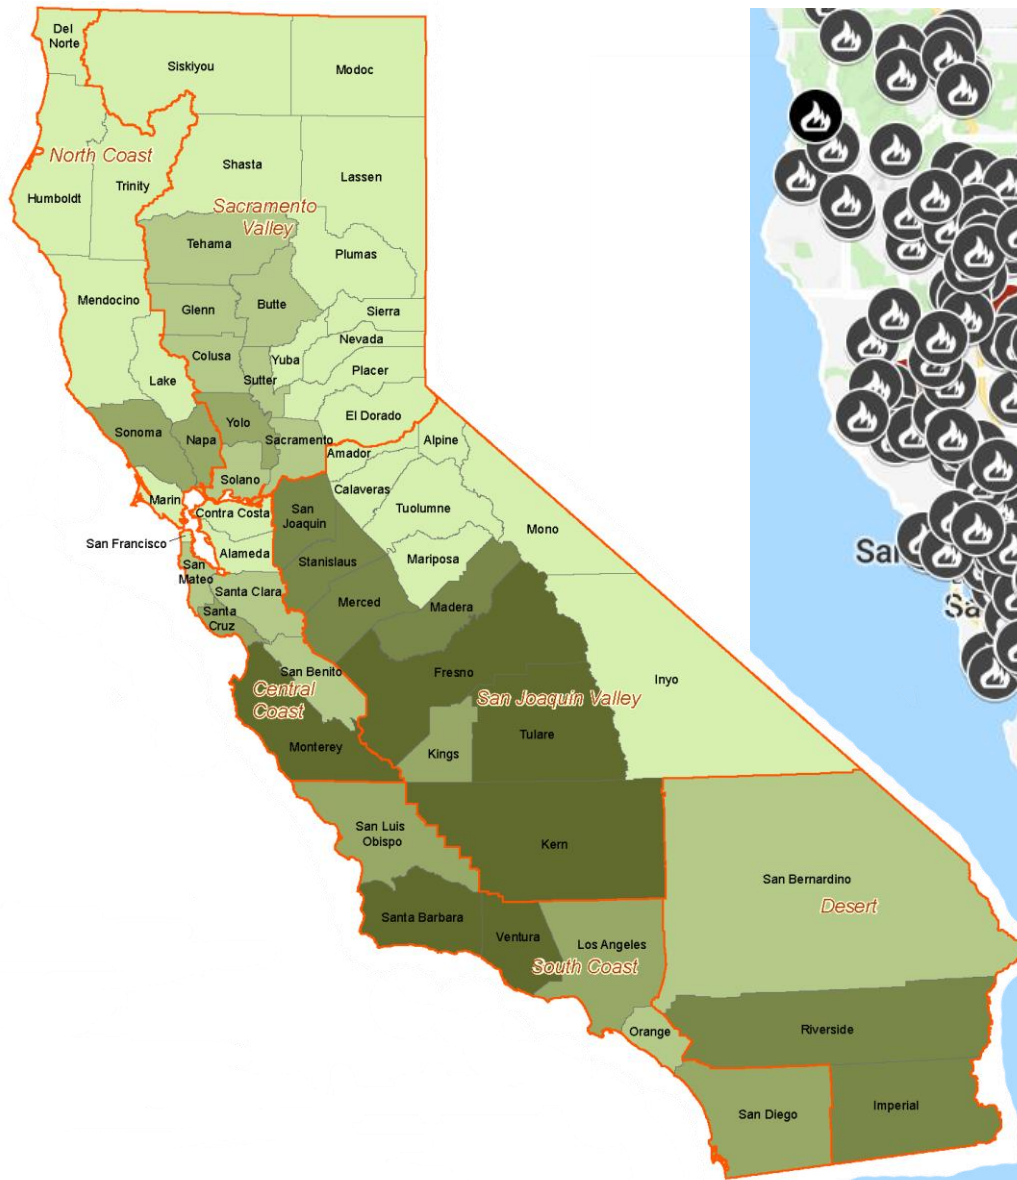 Del
Norte
Siskiyou
Modoc
North Coast
Humboldt
Trinity
Shasta
Lassen
Sacramento
Valley
Tehama
Plumas
Mendocino
Glenn
Butte
Sierra
Nevada
Colusa
Yuba
Placer
Lake
Sutter
El Dorado
Sonoma
Napa
Yolo
Sacramento
Alpine
Amador
Solano
Calaveras
Marin
Contra Costa
San
Joaquin
Tuolumne
Mono
San Francisco
Alameda
Stanislaus
Mariposa
San
Mateo
Santa Clara
Merced
Madera
Santa
Cruz
San Benito
Fresno
Inyo
Central
Coast
San Joaquin Valley
Monterey
Kings
Tulare
San Luis
Obispo
Kern
San Bernardino
Desert
Santa Barbara
Ventura
Los Angeles
South Coast
Orange
Riverside
San Diego
Imperial
Sa